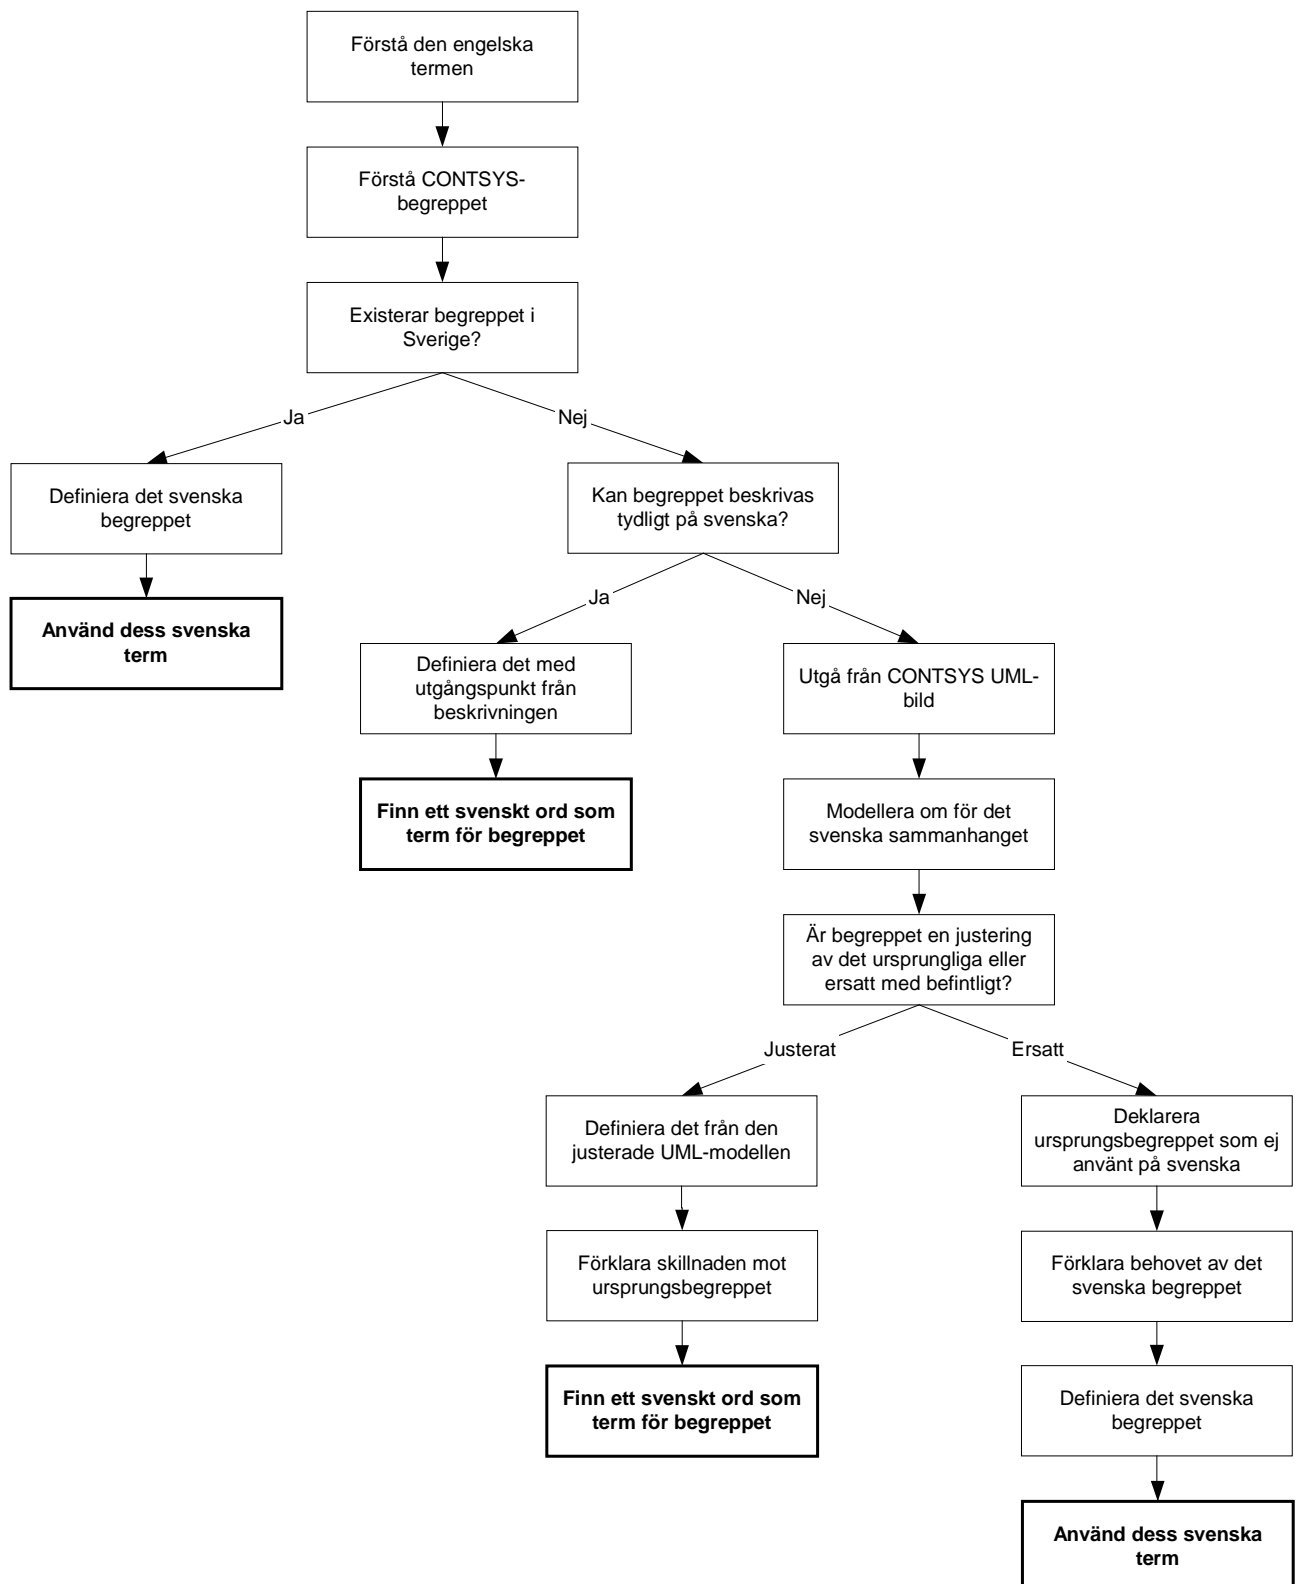 Förstå den engelska
termen
Förstå CONTSYS-
begreppet
Existerar begreppet i
Sverige?
Ja
Nej
Definiera det svenska
begreppet
Kan begreppet beskrivas
tydligt på svenska?
Använd dess svenska
term
Ja
Nej
Definiera det med
utgångspunkt från
beskrivningen
Utgå från CONTSYS UML-
bild
Finn ett svenskt ord som
term för begreppet
Modellera om för det
svenska sammanhanget
Är begreppet en justering
av det ursprungliga eller
ersatt med befintligt?
Justerat
Ersatt
Definiera det från den
justerade UML-modellen
Deklarera
ursprungsbegreppet som ej
använt på svenska
Förklara skillnaden mot
ursprungsbegreppet
Förklara behovet av det
svenska begreppet
Finn ett svenskt ord som
term för begreppet
Definiera det svenska
begreppet
Använd dess svenska
term